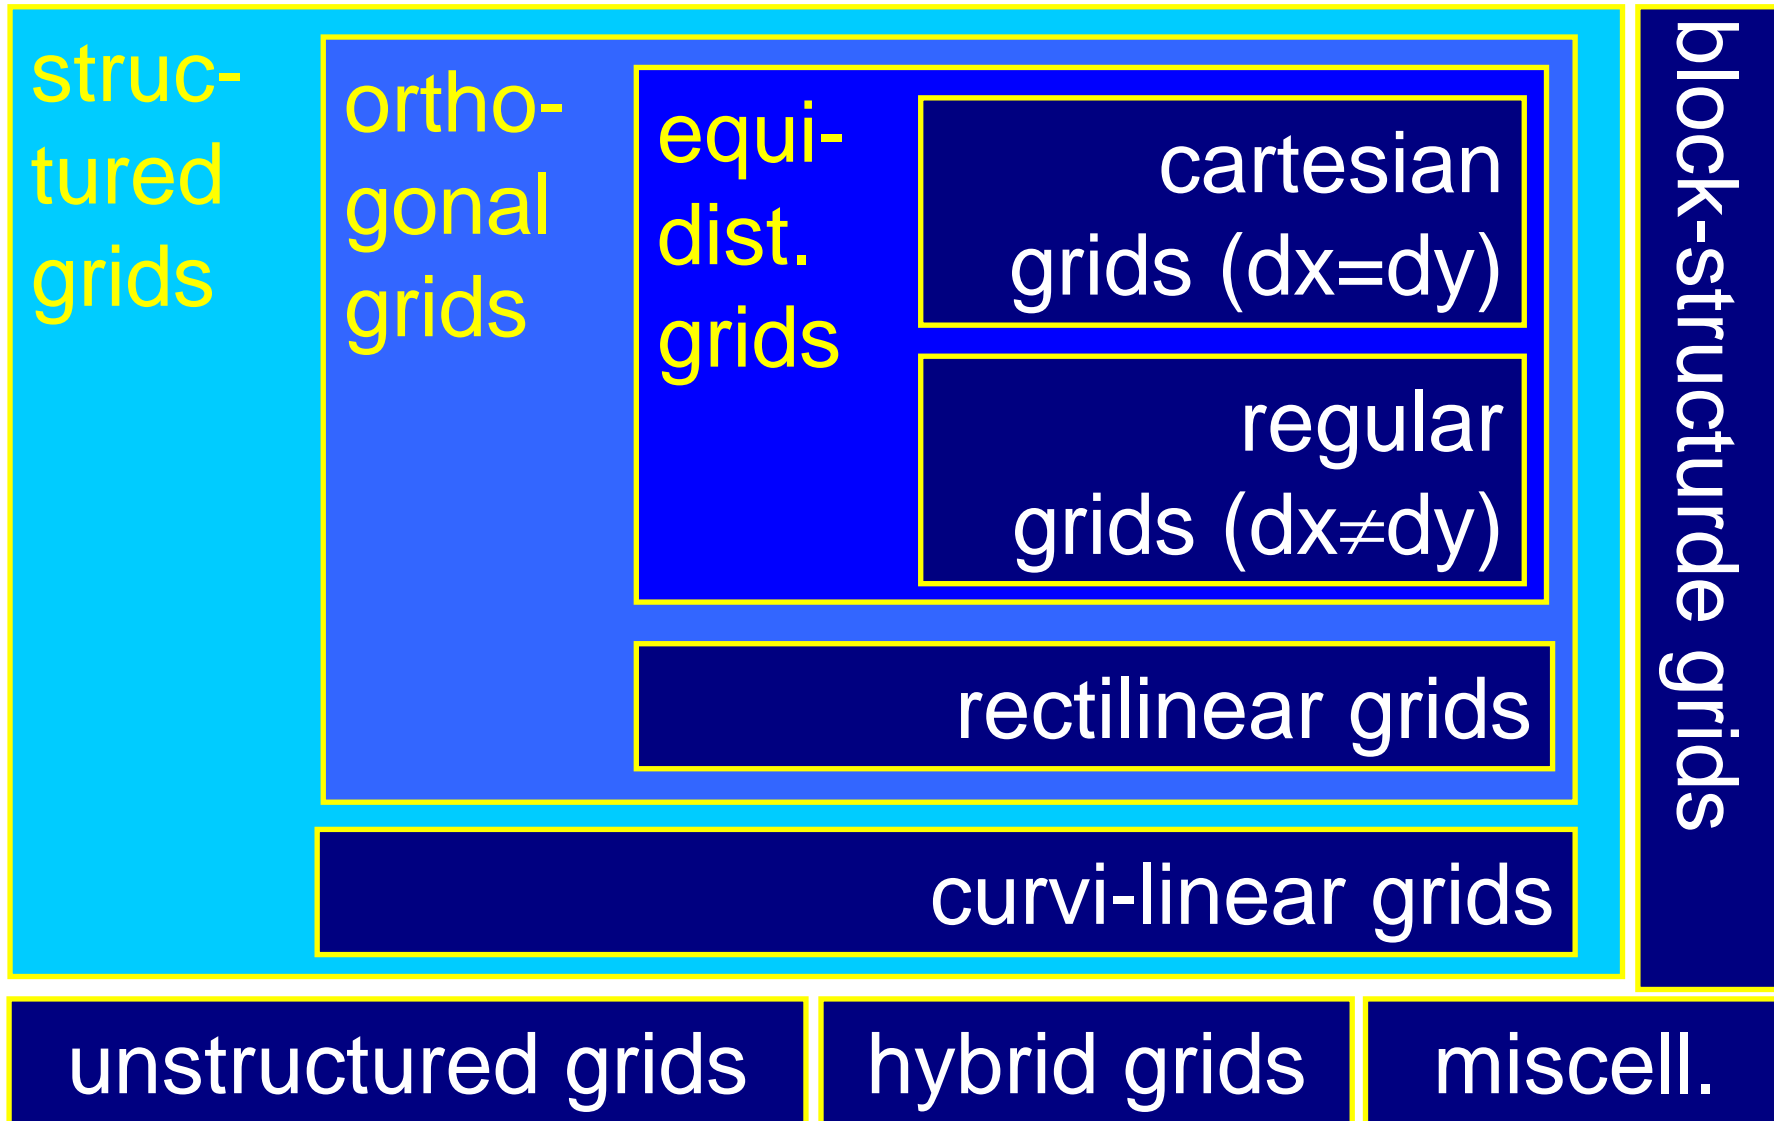 struc-
tured
grids
ortho-
gonal
grids
equi-
dist.
grids
cartesian
grids (dx=dy)
regular
grids (dx≠dy)
rectilinear grids
curvi-linear grids
block-structurde grids
unstructured grids
hybrid grids
miscell.